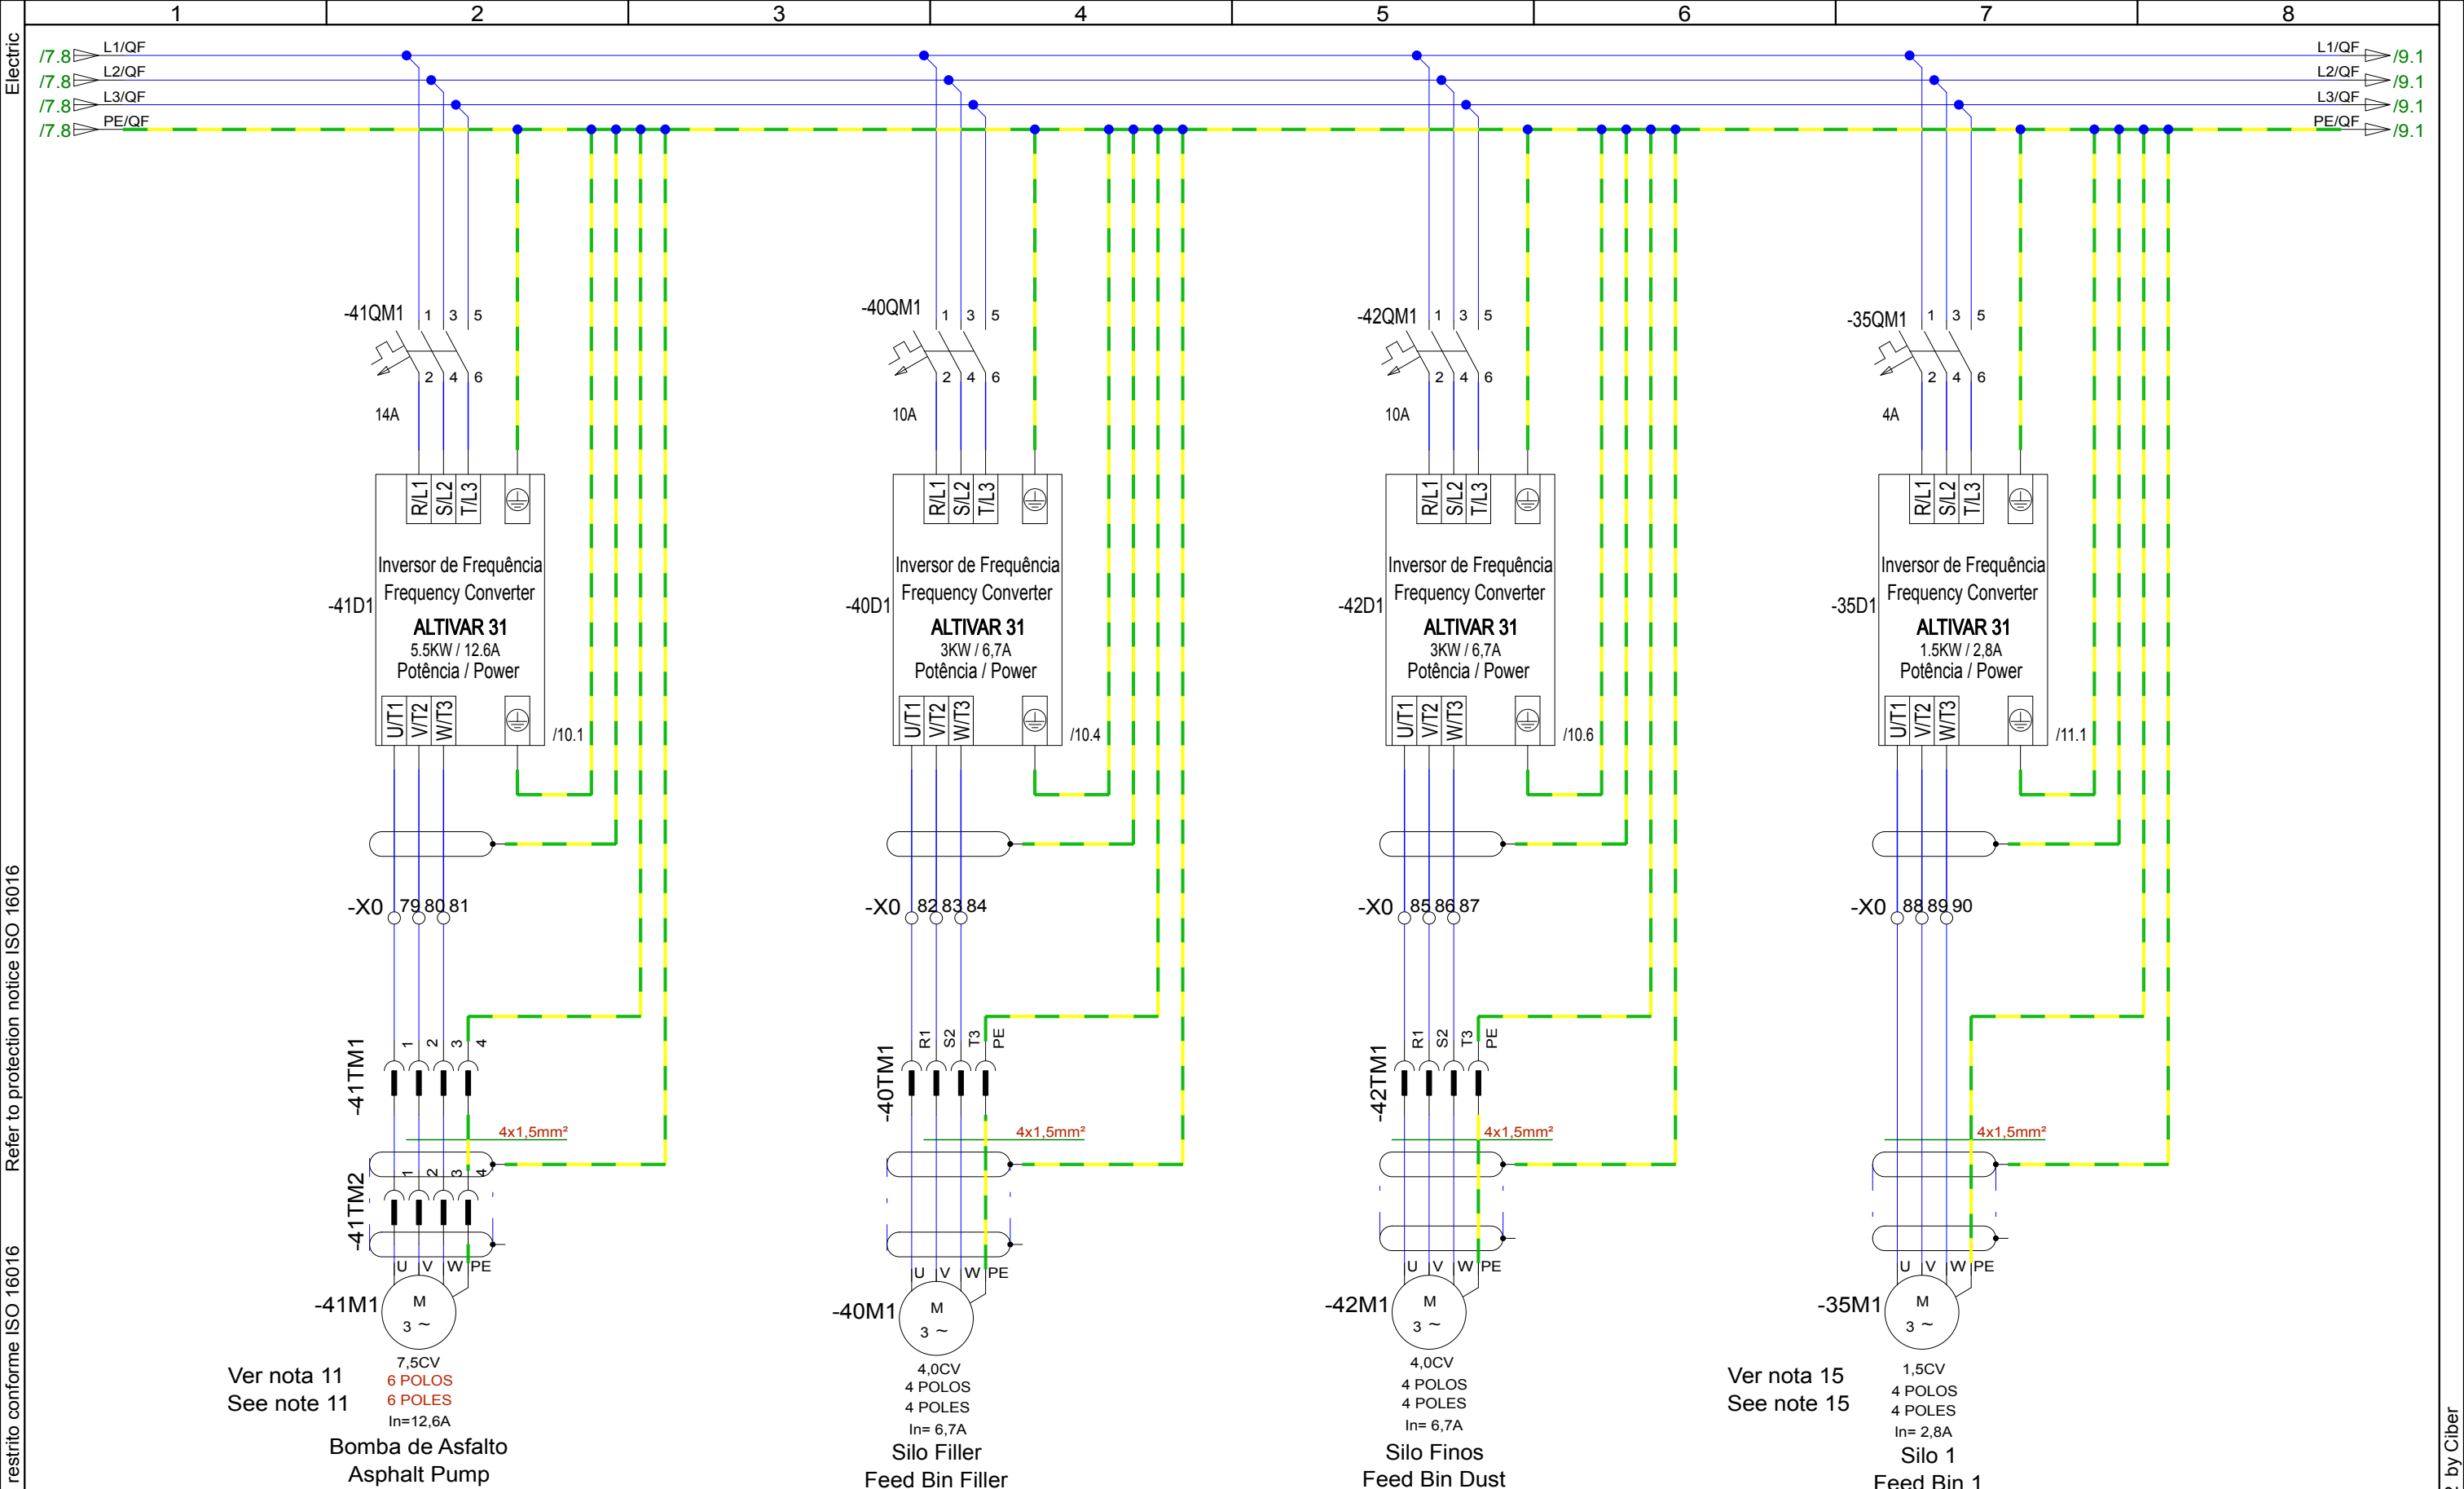 1 2 3 4 5 6 7 8
Electric
Refer to protection notice ISO 16016
restrito conforme ISO 16016
by Ciber
/7.8 L1/QF L1/QF /9.1
/7.8 L2/QF L2/QF /9.1
/7.8 L3/QF L3/QF /9.1
/7.8 PE/QF PE/QF /9.1
-41QM1 1 3 5
2 4 6
14A
R/L1 S/L2 T/L3
Inversor de Frequência
Frequency Converter
-41D1
ALTIVAR 31
5.5KW / 12.6A
Potência / Power
U/T1 V/T2 W/T3
/10.1
-X0 79 80 81
-41TM1 1 2 3 4
4x1,5mm²
-41TM2 1 2 3 4
U V W PE
-41M1
M
3 ~
7,5CV
6 POLOS
6 POLES
In=12,6A
Ver nota 11
See note 11
Bomba de Asfalto
Asphalt Pump
-40QM1 1 3 5
2 4 6
10A
R/L1 S/L2 T/L3
Inversor de Frequência
Frequency Converter
-40D1
ALTIVAR 31
3KW / 6,7A
Potência / Power
U/T1 V/T2 W/T3
/10.4
-X0 82 83 84
-40TM1 R1 S2 T3 PE
4x1,5mm²
U V W PE
-40M1
M
3 ~
4,0CV
4 POLOS
4 POLES
In= 6,7A
Silo Filler
Feed Bin Filler
-42QM1 1 3 5
2 4 6
10A
R/L1 S/L2 T/L3
Inversor de Frequência
Frequency Converter
-42D1
ALTIVAR 31
3KW / 6,7A
Potência / Power
U/T1 V/T2 W/T3
/10.6
-X0 85 86 87
-42TM1 R1 S2 T3 PE
4x1,5mm²
U V W PE
-42M1
M
3 ~
4,0CV
4 POLOS
4 POLES
In= 6,7A
Silo Finos
Feed Bin Dust
-35QM1 1 3 5
2 4 6
4A
R/L1 S/L2 T/L3
Inversor de Frequência
Frequency Converter
-35D1
ALTIVAR 31
1.5KW / 2,8A
Potência / Power
U/T1 V/T2 W/T3
/11.1
-X0 88 89 90
4x1,5mm²
U V W PE
-35M1
M
3 ~
1,5CV
4 POLOS
4 POLES
In= 2,8A
Ver nota 15
See note 15
Silo 1
Feed Bin 1